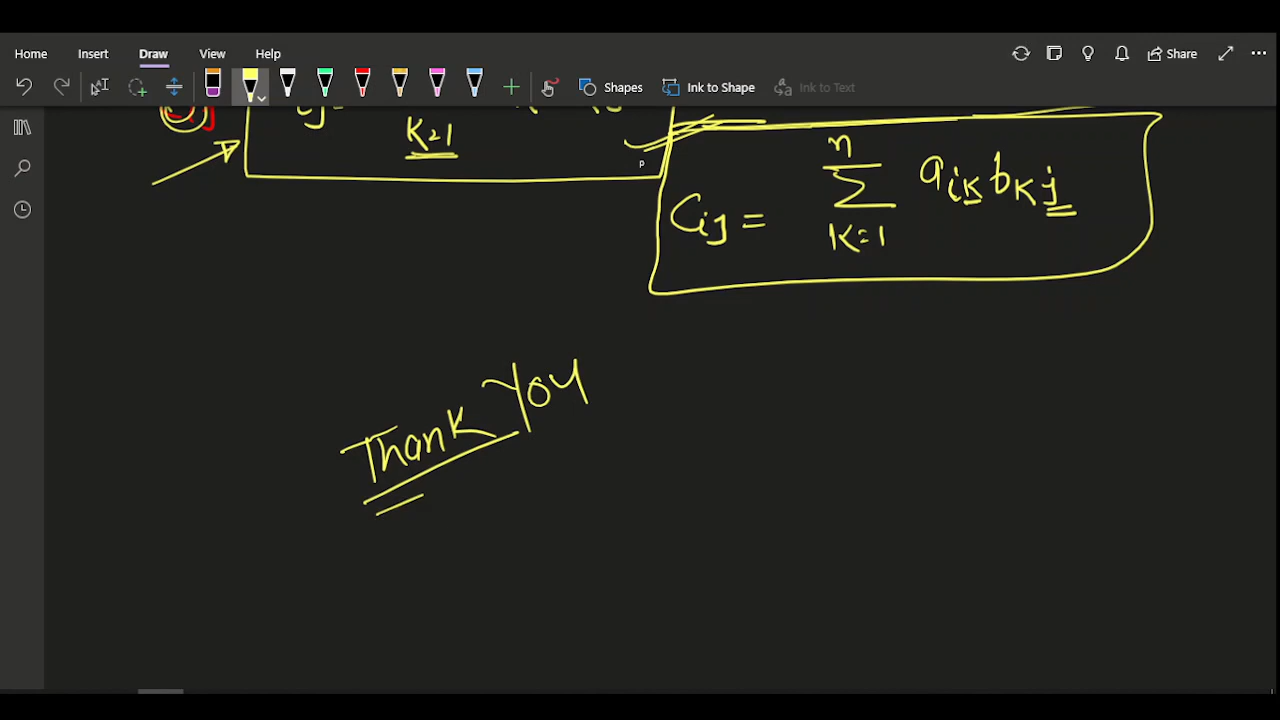 Home Insert Draw View Help
Share
Shapes Ink to Shape Ink to Text
K=1
n
Cij = Σ aik bkj
K=1
Thank You